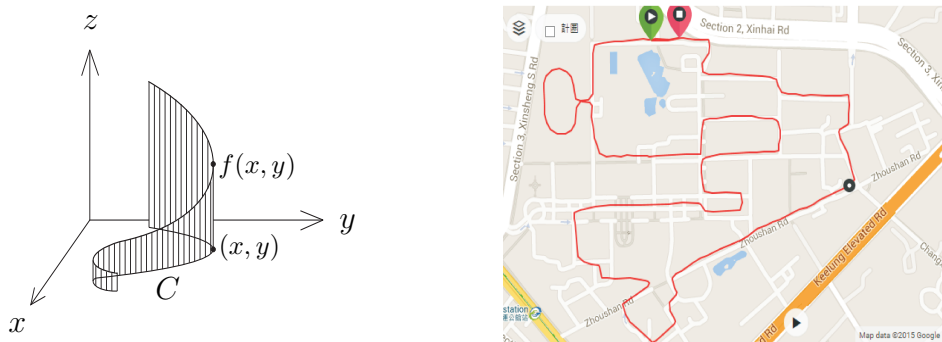 z
f(x, y)
y
(x, y)
C
x
計圖
Section 2, Xinhai Rd
Section 3, Xin
Section 3, Xinsheng S Rd
Zhoushan Rd
Zhoushan Rd
Keelung Elevated Rd
Zhoushan Rd
station
d Rd
Map data ©2015 Google